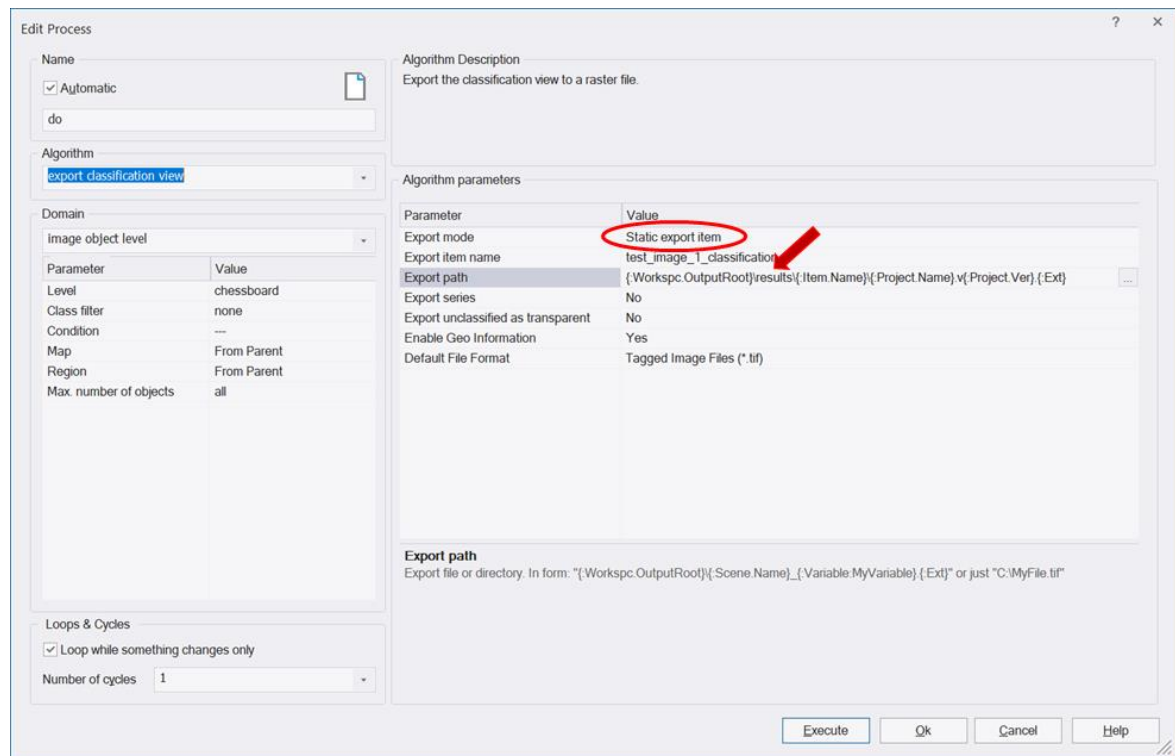 Edit Process
? ×
Name
Automatic
do
Algorithm
export classification view
Domain
image object level
Parameter Value
Level chessboard
Class filter none
Condition ---
Map From Parent
Region From Parent
Max. number of objects all
Loops & Cycles
Loop while something changes only
Number of cycles 1
Algorithm Description
Export the classification view to a raster file.
Algorithm parameters
Parameter Value
Export mode Static export item
Export item name test_image_1_classification
Export path {:Workspc.OutputRoot}\results\{:Item.Name}\{:Project.Name}.v{:Project.Ver}.{:Ext}
...
Export series No
Export unclassified as transparent No
Enable Geo Information Yes
Default File Format Tagged Image Files (*.tif)
Export path
Export file or directory. In form: "{:Workspc.OutputRoot}\{:Scene.Name}_{:Variable:MyVariable}.{:Ext}" or just "C:\MyFile.tif"
Execute Ok Cancel Help